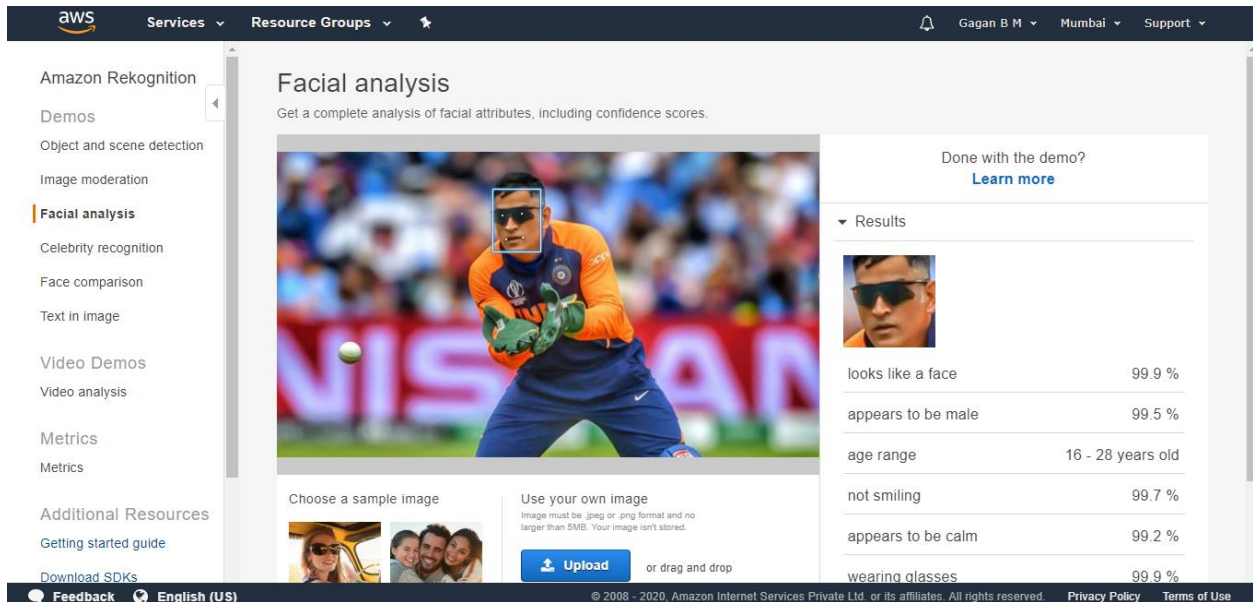 aws Services Resource Groups Gagan B M Mumbai Support
Amazon Rekognition
Demos
Object and scene detection
Image moderation
Facial analysis
Celebrity recognition
Face comparison
Text in image
Video Demos
Video analysis
Metrics
Metrics
Additional Resources
Getting started guide
Download SDKs
Facial analysis
Get a complete analysis of facial attributes, including confidence scores.
NISSAN
Choose a sample image
Use your own image
Image must be .jpeg or .png format and no
larger than 5MB. Your image isn't stored.
Upload or drag and drop
Done with the demo?
Learn more
Results
looks like a face 99.9 %
appears to be male 99.5 %
age range 16 - 28 years old
not smiling 99.7 %
appears to be calm 99.2 %
wearing glasses 99.9 %
Feedback English (US) © 2008 - 2020, Amazon Internet Services Private Ltd. or its affiliates. All rights reserved. Privacy Policy Terms of Use